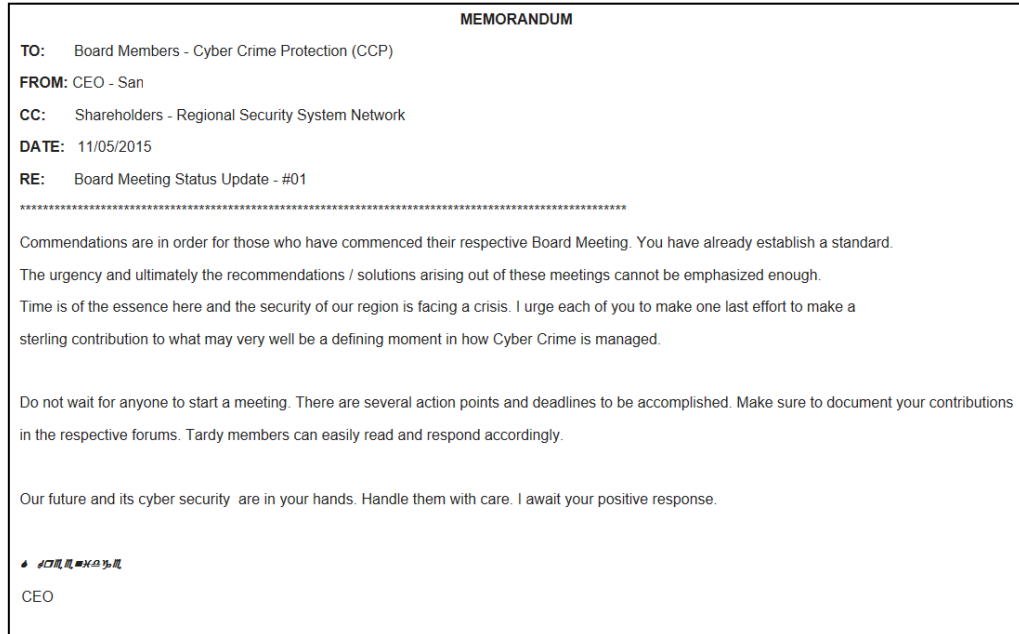 MEMORANDUM
TO: Board Members - Cyber Crime Protection (CCP)
FROM: CEO - San
CC: Shareholders - Regional Security System Network
DATE: 11/05/2015
RE: Board Meeting Status Update - #01
*********************************************************************************************************
Commendations are in order for those who have commenced their respective Board Meeting. You have already establish a standard.
The urgency and ultimately the recommendations / solutions arising out of these meetings cannot be emphasized enough.
Time is of the essence here and the security of our region is facing a crisis. I urge each of you to make one last effort to make a
sterling contribution to what may very well be a defining moment in how Cyber Crime is managed.
Do not wait for anyone to start a meeting. There are several action points and deadlines to be accomplished. Make sure to document your contributions
in the respective forums. Tardy members can easily read and respond accordingly.
Our future and its cyber security are in your hands. Handle them with care. I await your positive response.
CEO